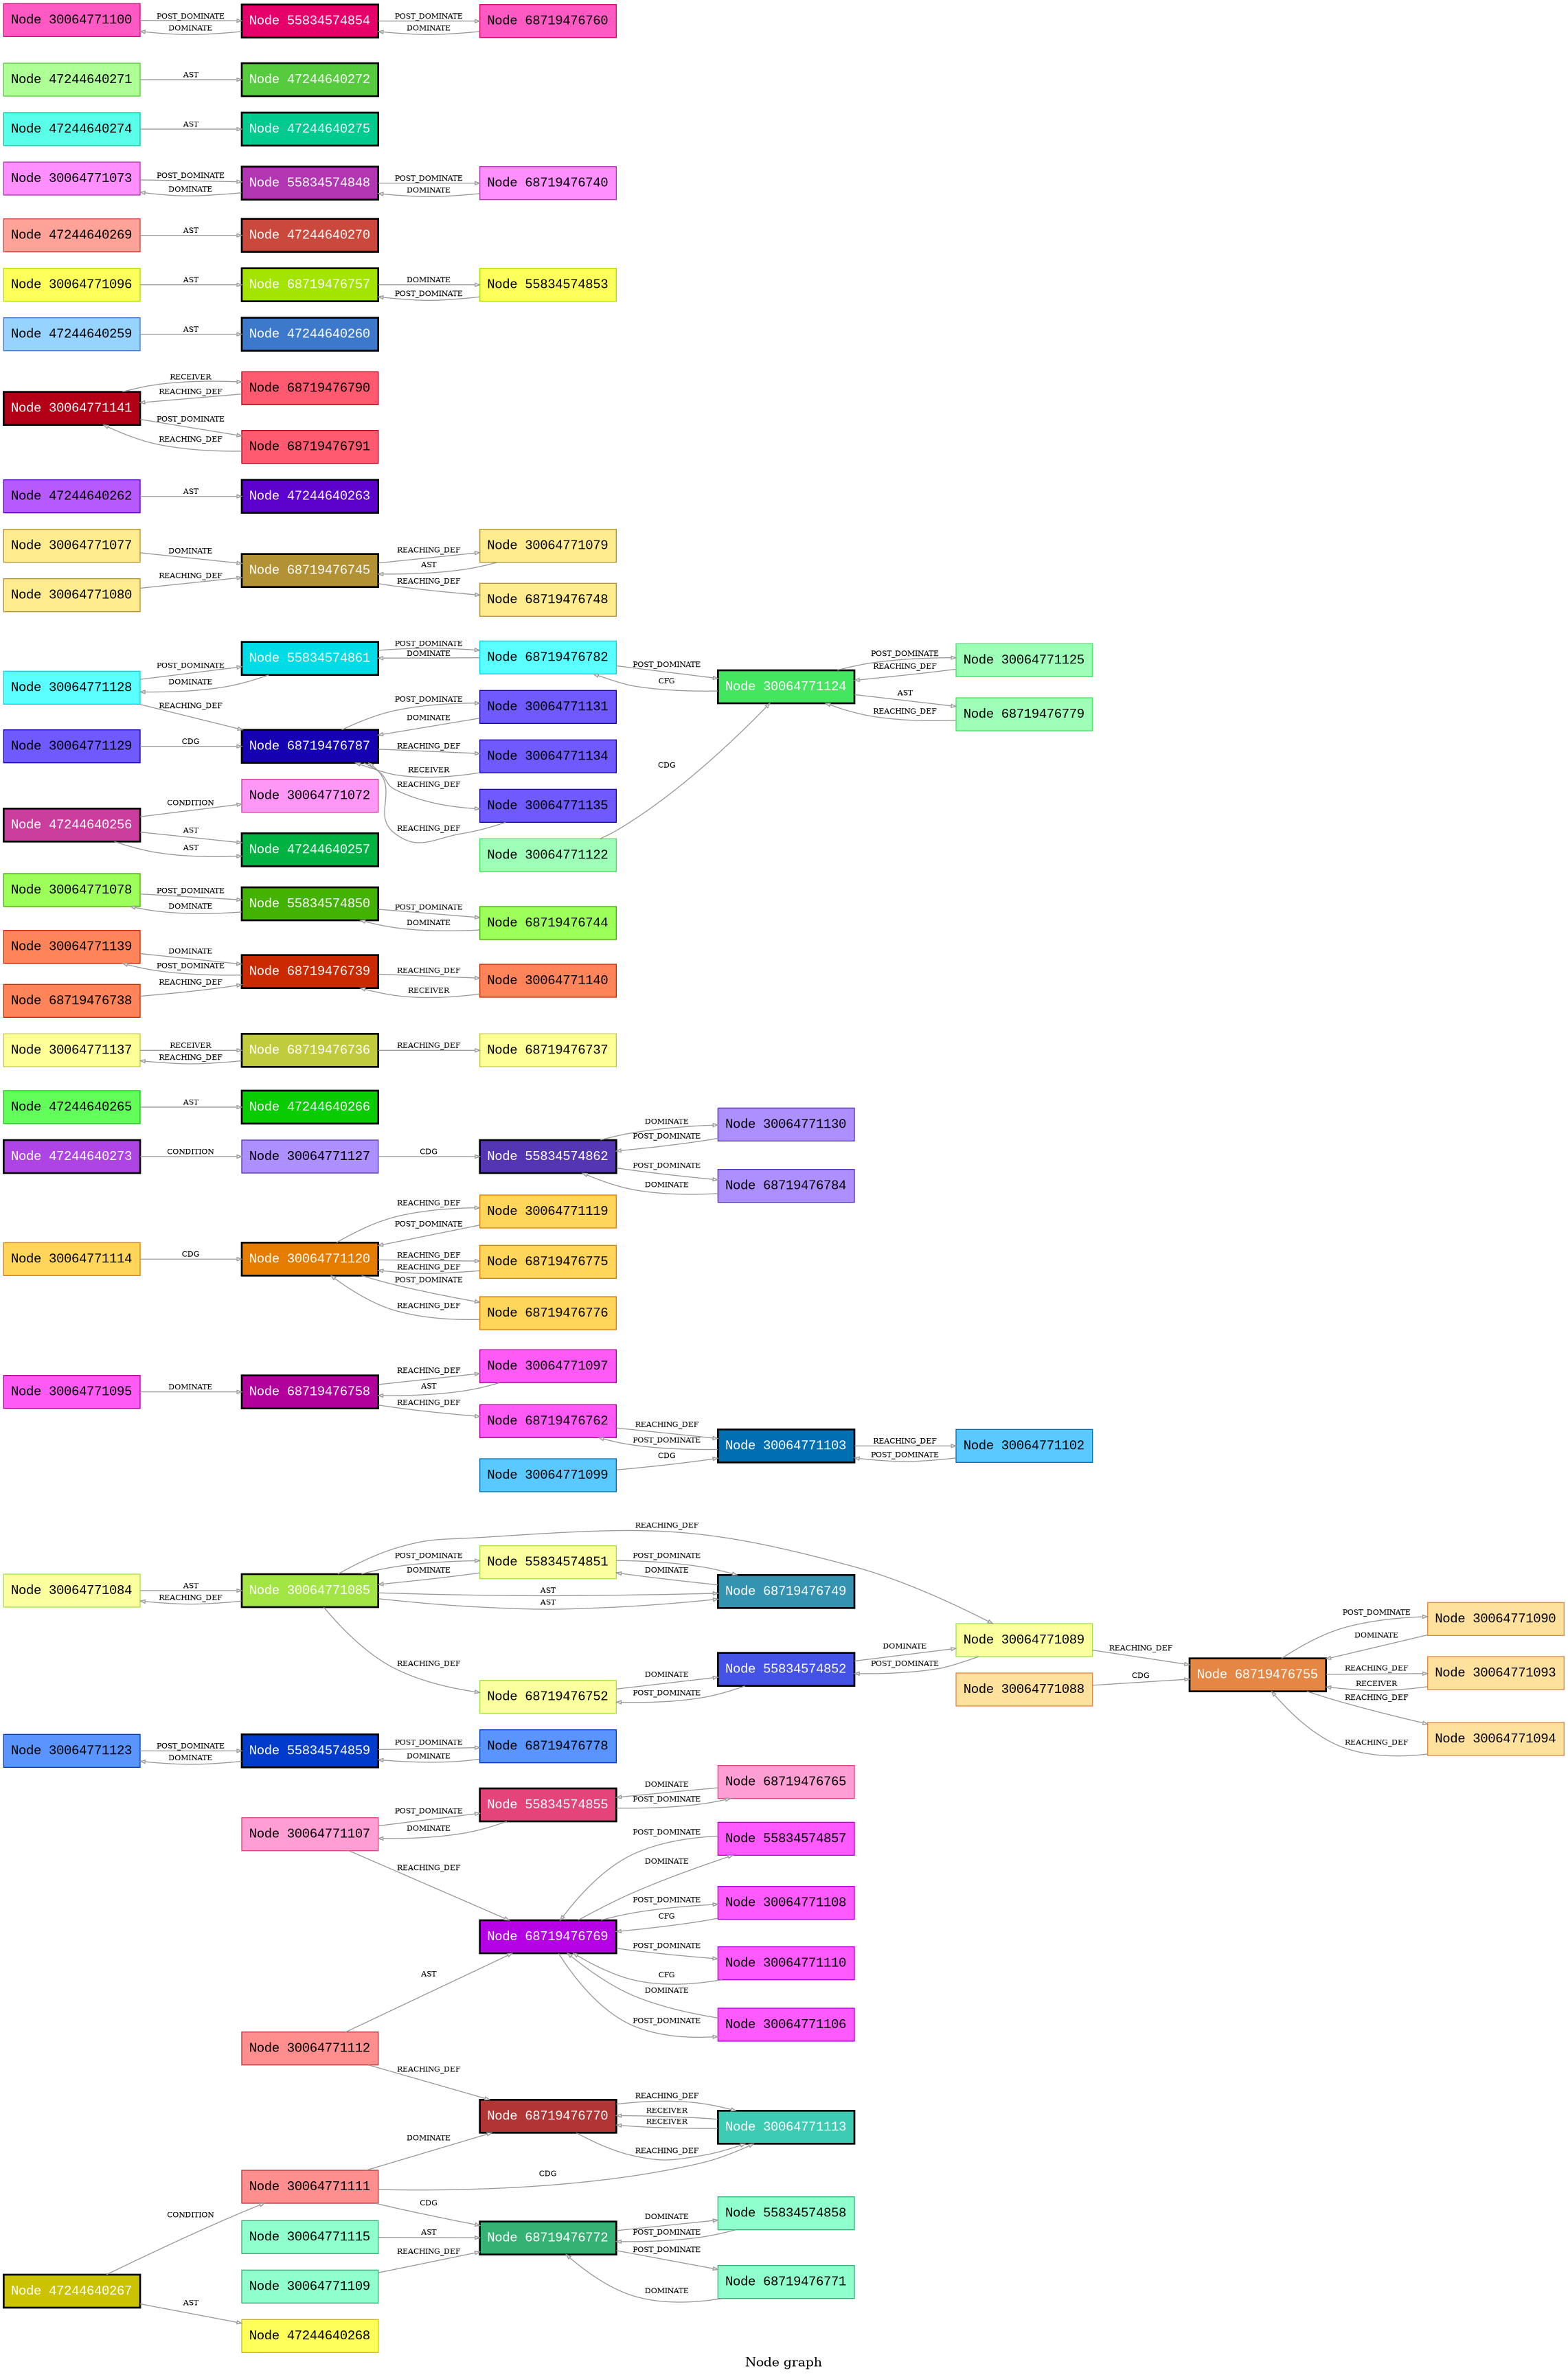 Node 30064771100
POST_DOMINATE
DOMINATE
Node 55834574854
POST_DOMINATE
DOMINATE
Node 68719476760
Node 47244640271
AST
Node 47244640272
Node 47244640274
AST
Node 47244640275
Node 30064771073
POST_DOMINATE
DOMINATE
Node 55834574848
POST_DOMINATE
DOMINATE
Node 68719476740
Node 47244640269
AST
Node 47244640270
Node 30064771096
AST
Node 68719476757
DOMINATE
POST_DOMINATE
Node 55834574853
Node 47244640259
AST
Node 47244640260
Node 30064771141
RECEIVER
REACHING_DEF
POST_DOMINATE
REACHING_DEF
Node 68719476790
Node 68719476791
Node 47244640262
AST
Node 47244640263
Node 30064771077
DOMINATE
Node 30064771080
REACHING_DEF
Node 68719476745
REACHING_DEF
AST
REACHING_DEF
Node 30064771079
Node 68719476748
Node 30064771128
POST_DOMINATE
DOMINATE
REACHING_DEF
Node 55834574861
POST_DOMINATE
DOMINATE
Node 68719476782
POST_DOMINATE
CFG
Node 30064771124
POST_DOMINATE
REACHING_DEF
AST
REACHING_DEF
Node 30064771125
Node 68719476779
Node 30064771129
CDG
Node 68719476787
POST_DOMINATE
DOMINATE
REACHING_DEF
RECEIVER
REACHING_DEF
REACHING_DEF
Node 30064771131
Node 30064771134
Node 30064771135
CDG
Node 30064771122
Node 47244640256
CONDITION
AST
AST
Node 30064771072
Node 47244640257
Node 30064771078
POST_DOMINATE
DOMINATE
Node 55834574850
POST_DOMINATE
DOMINATE
Node 68719476744
Node 30064771139
DOMINATE
POST_DOMINATE
REACHING_DEF
Node 68719476738
Node 68719476739
REACHING_DEF
RECEIVER
Node 30064771140
Node 30064771137
RECEIVER
REACHING_DEF
Node 68719476736
REACHING_DEF
Node 68719476737
Node 47244640265
AST
Node 47244640266
Node 47244640273
CONDITION
Node 30064771127
CDG
Node 55834574862
DOMINATE
POST_DOMINATE
POST_DOMINATE
DOMINATE
Node 30064771130
Node 68719476784
Node 30064771114
CDG
Node 30064771120
REACHING_DEF
POST_DOMINATE
REACHING_DEF
REACHING_DEF
POST_DOMINATE
REACHING_DEF
Node 30064771119
Node 68719476775
Node 68719476776
Node 30064771095
DOMINATE
Node 68719476758
REACHING_DEF
AST
REACHING_DEF
Node 30064771097
Node 68719476762
Node 30064771099
REACHING_DEF
POST_DOMINATE
CDG
Node 30064771103
REACHING_DEF
POST_DOMINATE
Node 30064771102
REACHING_DEF
Node 30064771084
AST
REACHING_DEF
Node 30064771085
POST_DOMINATE
DOMINATE
AST
AST
REACHING_DEF
Node 55834574851
POST_DOMINATE
DOMINATE
Node 68719476749
Node 68719476752
DOMINATE
POST_DOMINATE
Node 55834574852
DOMINATE
POST_DOMINATE
Node 30064771089
REACHING_DEF
Node 30064771088
CDG
Node 68719476755
POST_DOMINATE
DOMINATE
REACHING_DEF
RECEIVER
REACHING_DEF
REACHING_DEF
Node 30064771090
Node 30064771093
Node 30064771094
Node 30064771123
POST_DOMINATE
DOMINATE
Node 55834574859
POST_DOMINATE
DOMINATE
Node 68719476778
Node 30064771107
POST_DOMINATE
DOMINATE
REACHING_DEF
Node 55834574855
DOMINATE
POST_DOMINATE
Node 68719476765
Node 68719476769
POST_DOMINATE
DOMINATE
POST_DOMINATE
CFG
POST_DOMINATE
CFG
DOMINATE
POST_DOMINATE
Node 55834574857
Node 30064771108
Node 30064771110
Node 30064771106
AST
Node 30064771112
REACHING_DEF
Node 68719476770
REACHING_DEF
RECEIVER
RECEIVER
REACHING_DEF
Node 30064771113
DOMINATE
Node 30064771111
CDG
CDG
Node 30064771115
AST
Node 30064771109
REACHING_DEF
Node 68719476772
DOMINATE
POST_DOMINATE
POST_DOMINATE
DOMINATE
Node 55834574858
Node 68719476771
CONDITION
Node 47244640267
AST
Node 47244640268
Node graph